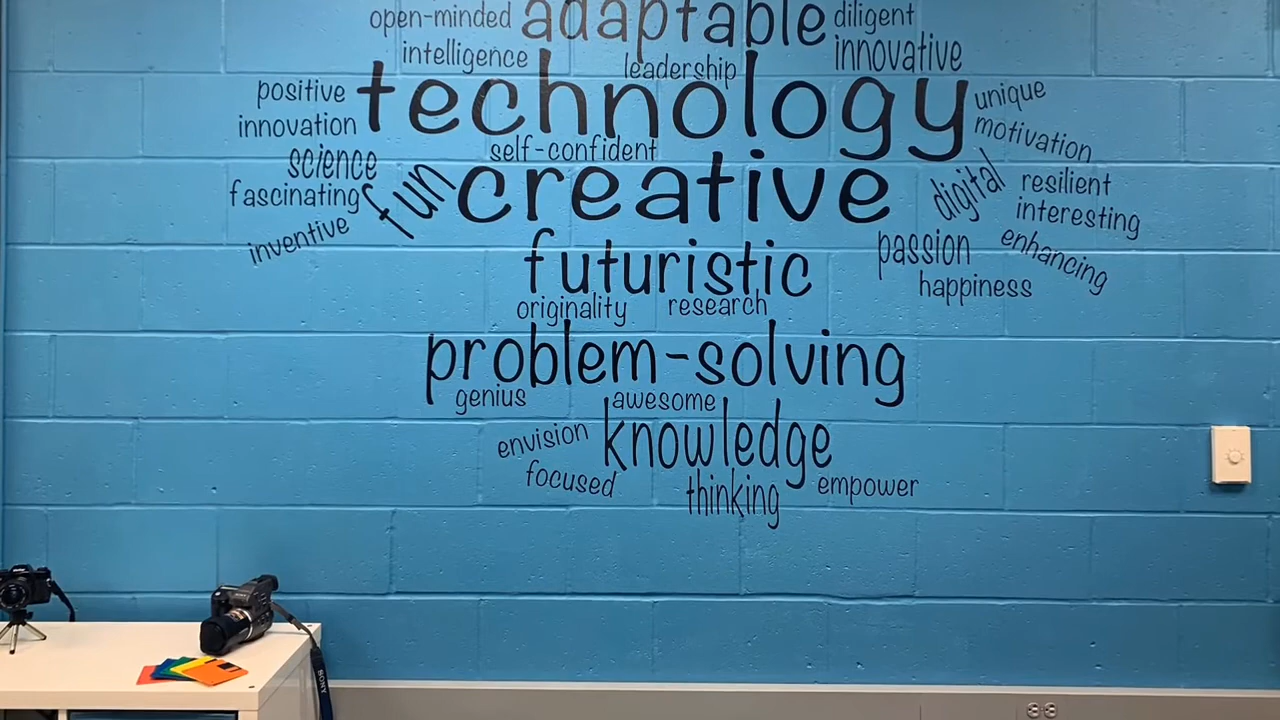 open-minded adaptable diligent
intelligence leadership innovative
positive technology unique
innovation motivation
science self-confident
fascinating fun creative digital resilient
interesting
inventive passion enhancing
futuristic happiness
originality research
problem-solving
genius awesome
envision knowledge
focused thinking empower
SONY